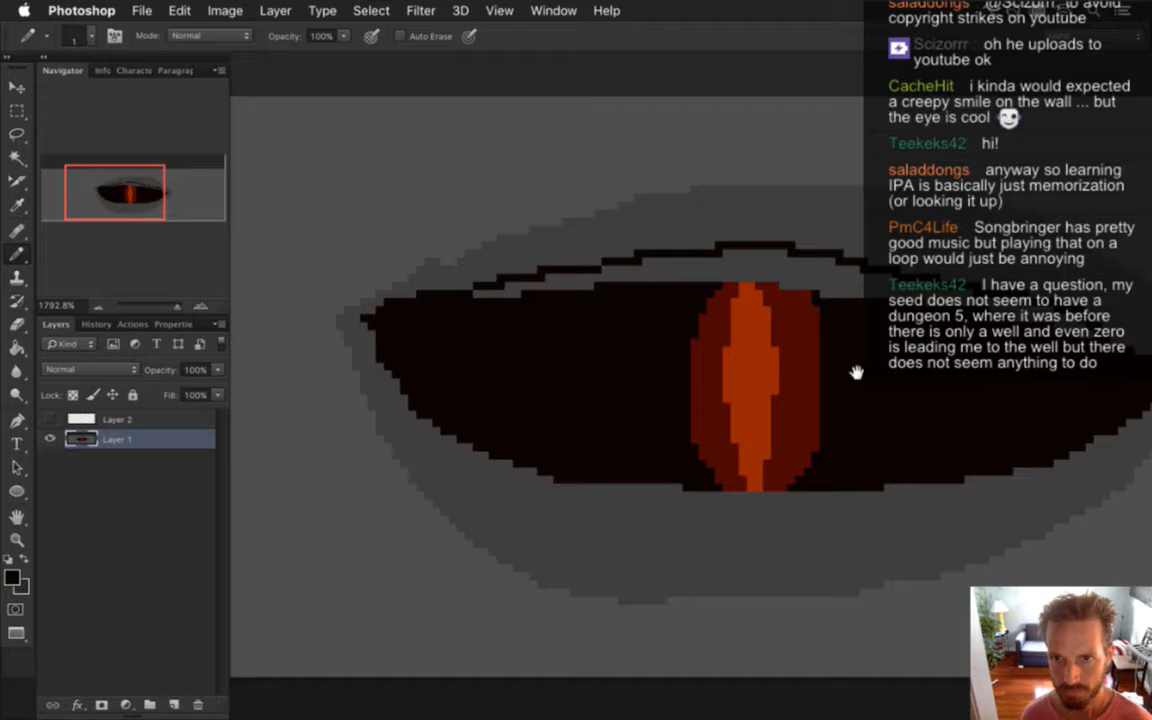 Photoshop File Edit Image Layer Type Select Filter 3D View Window Help
1 Mode: Normal Opacity: 100% Auto Erase
Navigator Info Characte Paragrap
1792.8%
Layers History Actions Propertie
Kind
Normal Opacity: 100%
Lock: Fill: 100%
Layer 2
Layer 1
saladdongs @Scizorrr to avoid
copyright strikes on youtube
Scizorrr oh he uploads to
youtube ok
CacheHit i kinda would expected
a creepy smile on the wall ... but
the eye is cool
Teekeks42 hi!
saladdongs anyway so learning
IPA is basically just memorization
(or looking it up)
PmC4Life Songbringer has pretty
good music but playing that on a
loop would just be annoying
Teekeks42 I have a question, my
seed does not seem to have a
dungeon 5, where it was before
there is only a well and even zero
is leading me to the well but there
does not seem anything to do